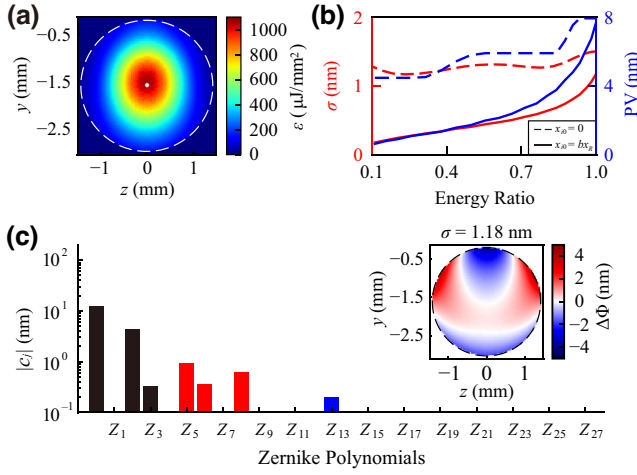 (a)
−0.5
−1.5
−2.5
y (mm)
−1 0 1
z (mm)
1000
800
600
400
200
0
ε (μJ/mm²)
(b)
2
1
0
σ (nm)
8
4
0
PV (nm)
0.1 0.4 0.7 1.0
Energy Ratio
x_{i0} = 0
x_{i0} = bx_R
(c)
10²
10¹
10⁰
10⁻¹
|c_j| (nm)
Z₁ Z₃ Z₅ Z₇ Z₉ Z₁₁ Z₁₃ Z₁₅ Z₁₇ Z₁₉ Z₂₁ Z₂₃ Z₂₅ Z₂₇
Zernike Polynomials
σ = 1.18 nm
−0.5
−1.5
−2.5
y (mm)
−1 0 1
z (mm)
4
2
0
−2
−4
ΔΦ (nm)